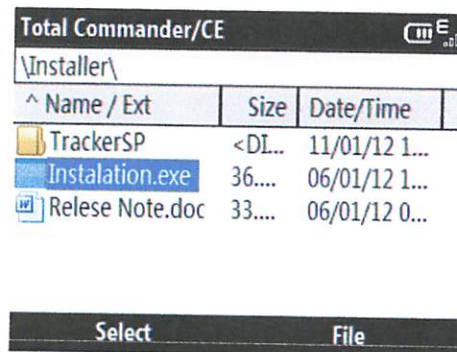 Total Commander/CE E
\Installer\
^ Name / Ext Size Date/Time
TrackerSP <DI... 11/01/12 1...
Instalation.exe 36.... 06/01/12 1...
Relese Note.doc 33.... 06/01/12 0...
Select File